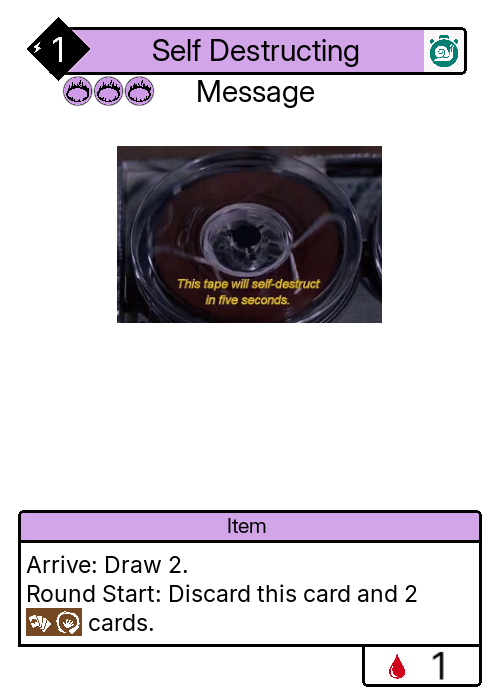 1
Self Destructing
Message
This tape will self-destruct
in five seconds.
Item
Arrive: Draw 2.
Round Start: Discard this card and 2
cards.
1